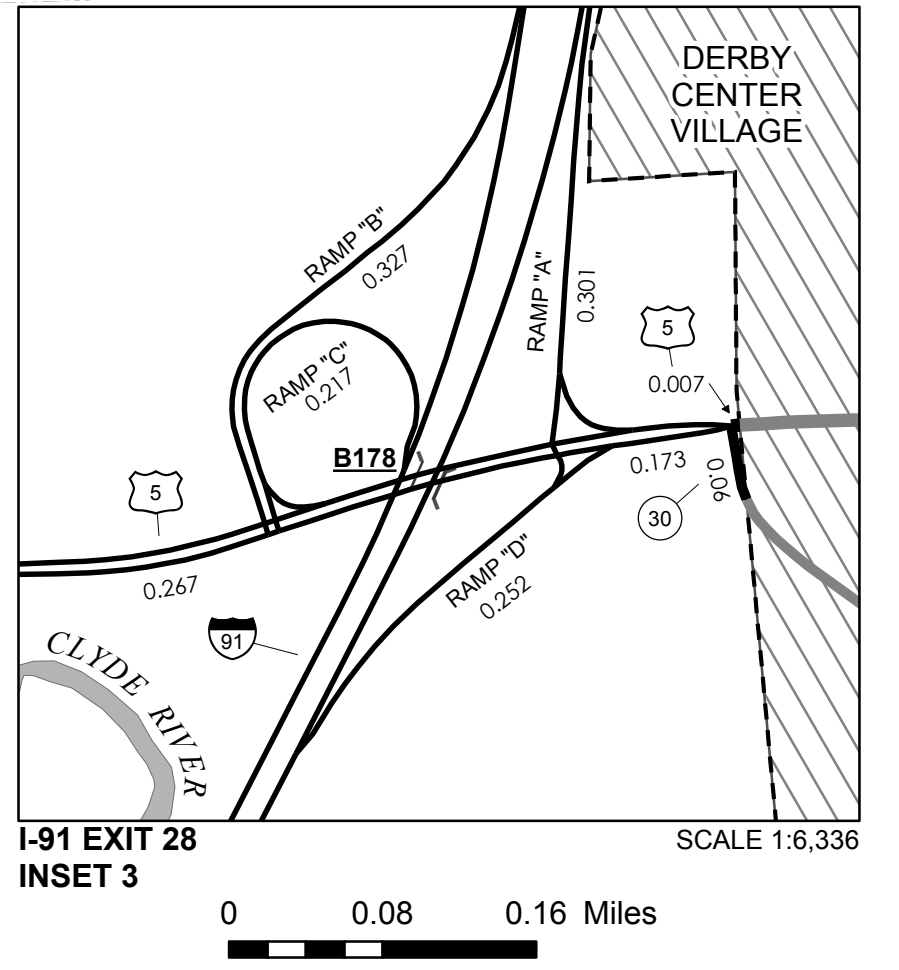 DERBY
CENTER
VILLAGE
RAMP "B"
0.327
RAMP "A"
0.301
5
0.007
RAMP "C"
0.217
B178
5
0.173
0.06
30
0.267
RAMP "D"
0.252
91
CLYDE RIVER
I-91 EXIT 28
INSET 3
SCALE 1:6,336
0 0.08 0.16 Miles